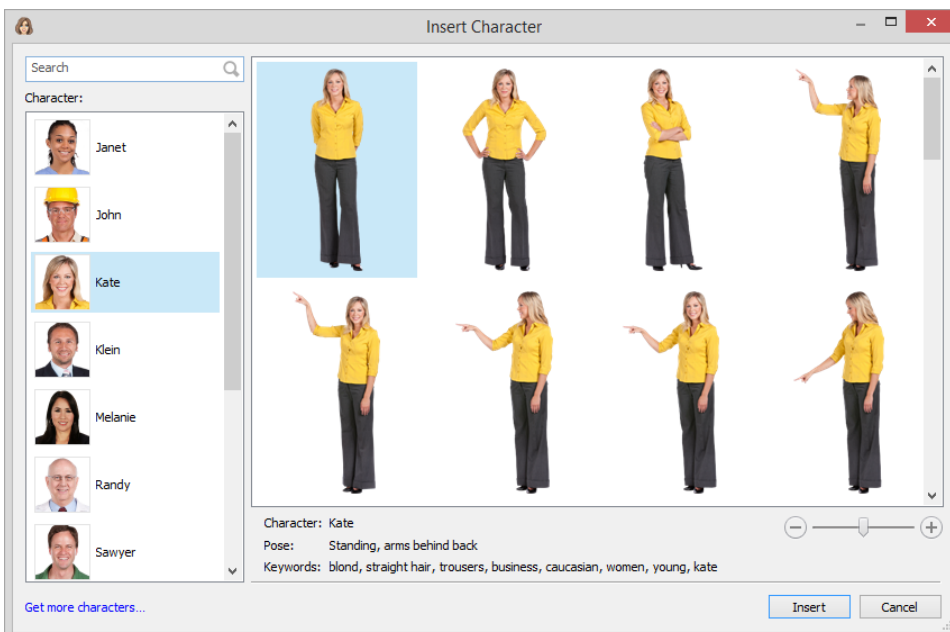 Insert Character
Search
Character:
Janet
John
Kate
Klein
Melanie
Randy
Sawyer
Character: Kate
Pose: Standing, arms behind back
Keywords: blond, straight hair, trousers, business, caucasian, women, young, kate
Get more characters...
Insert
Cancel